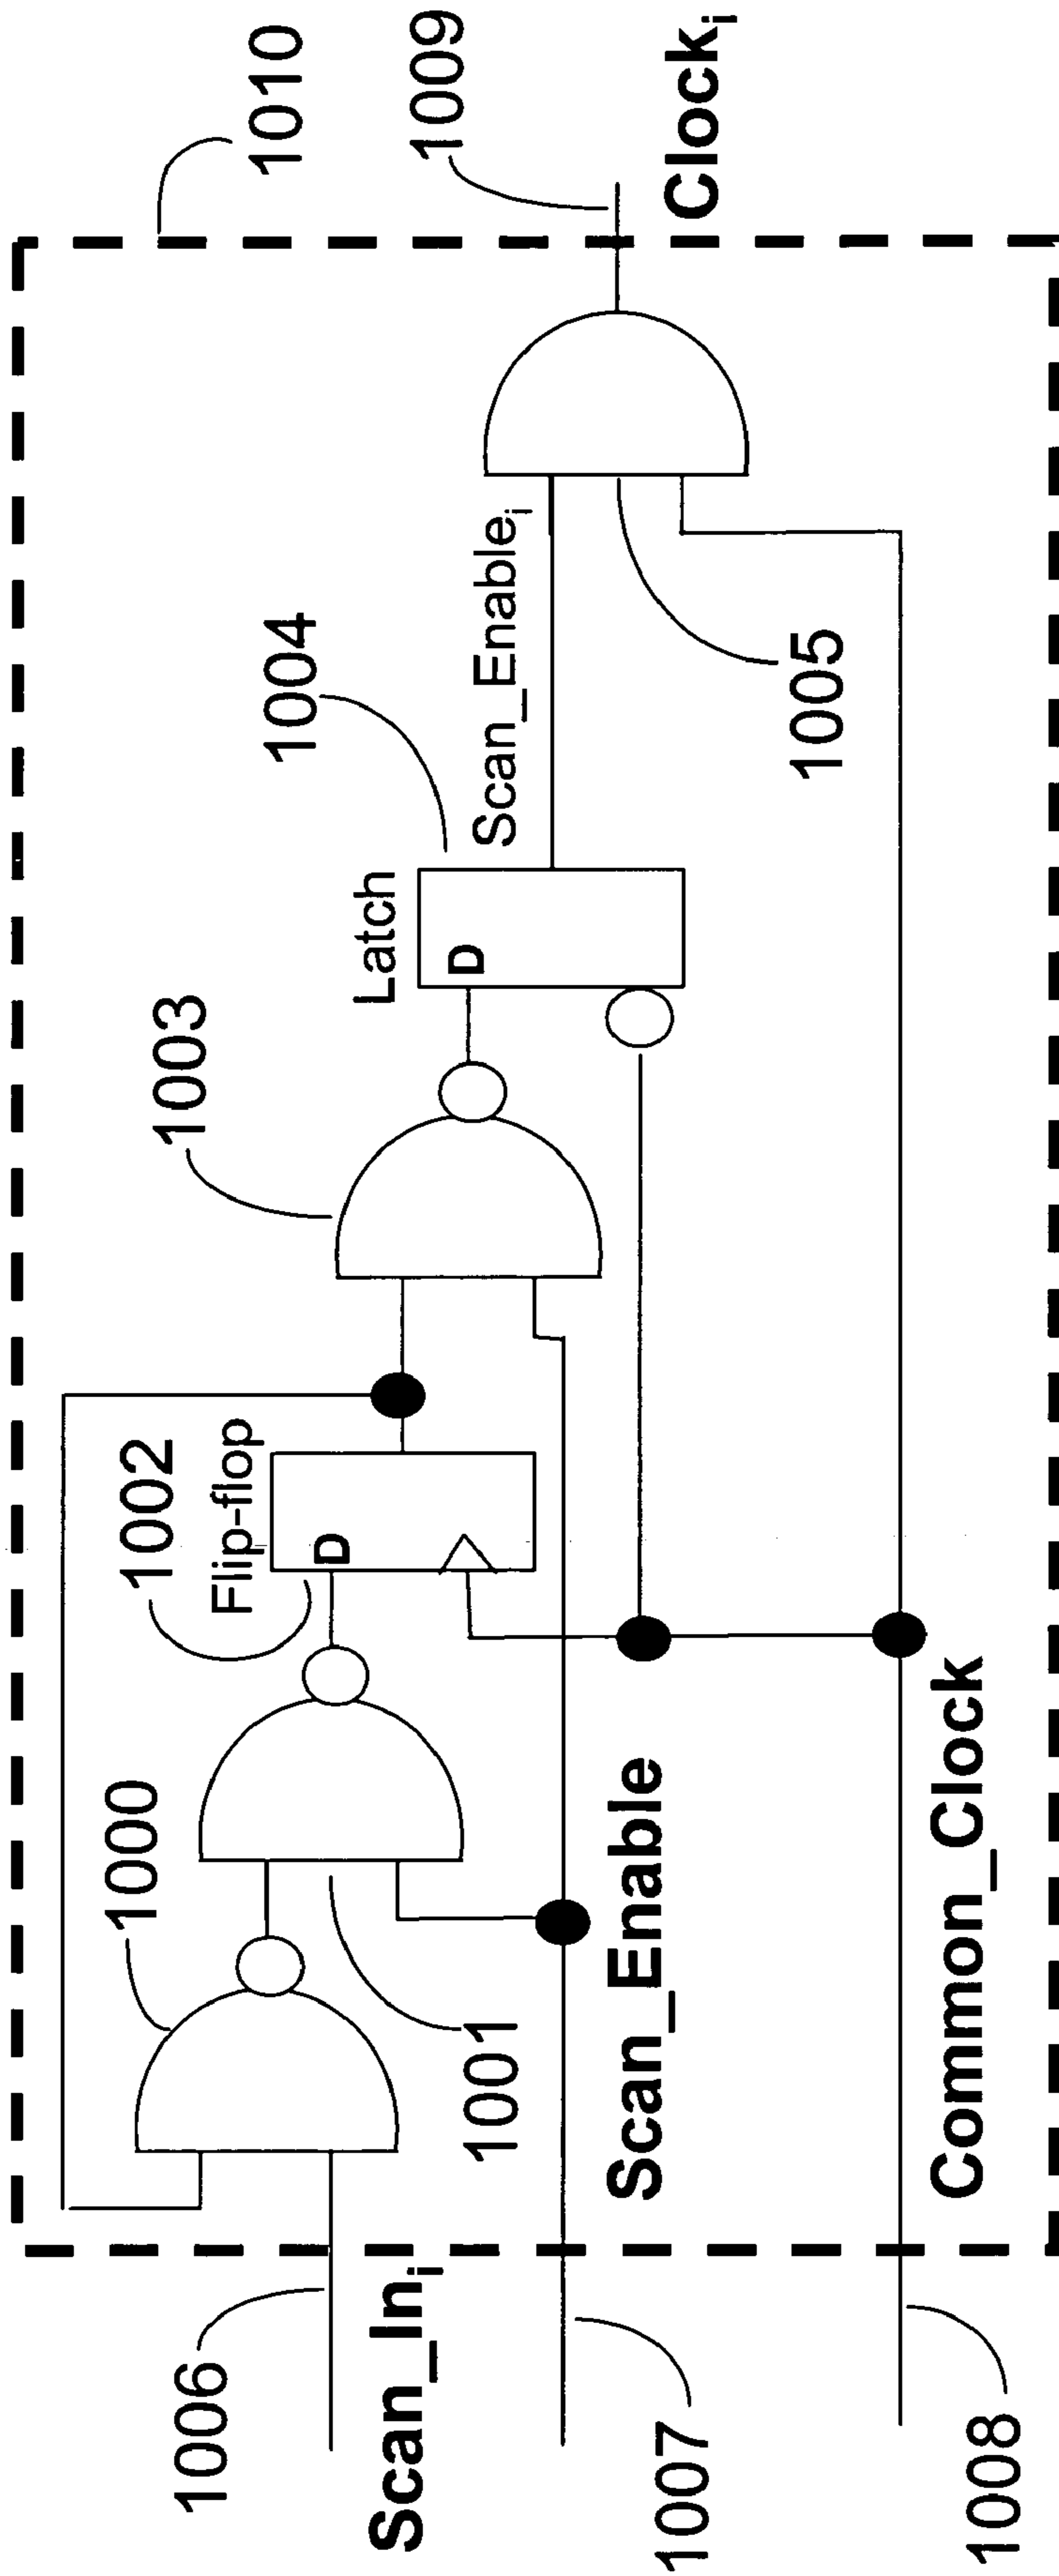 1010
1009
Clock_i
1004
Scan_Enable_i
1005
Latch
D
1003
1002
Flip-flop
D
1000
1001
Scan_Enable
Common_Clock
1006
Scan_In_i
1007
1008